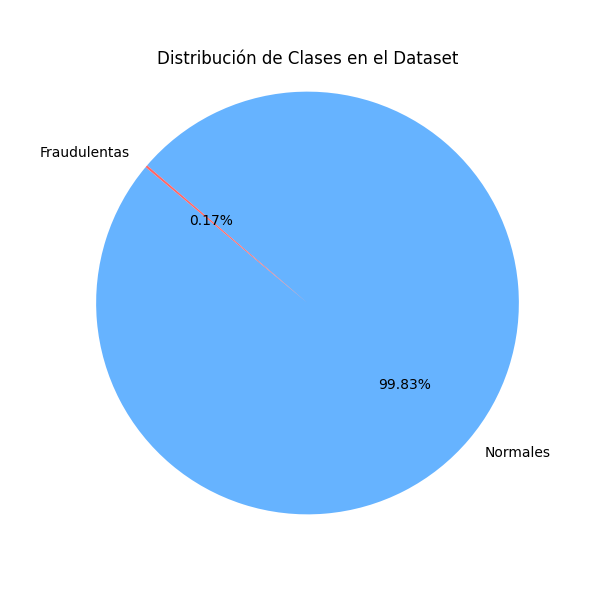 Distribución de Clases en el Dataset
Fraudulentas
0.17%
99.83%
Normales